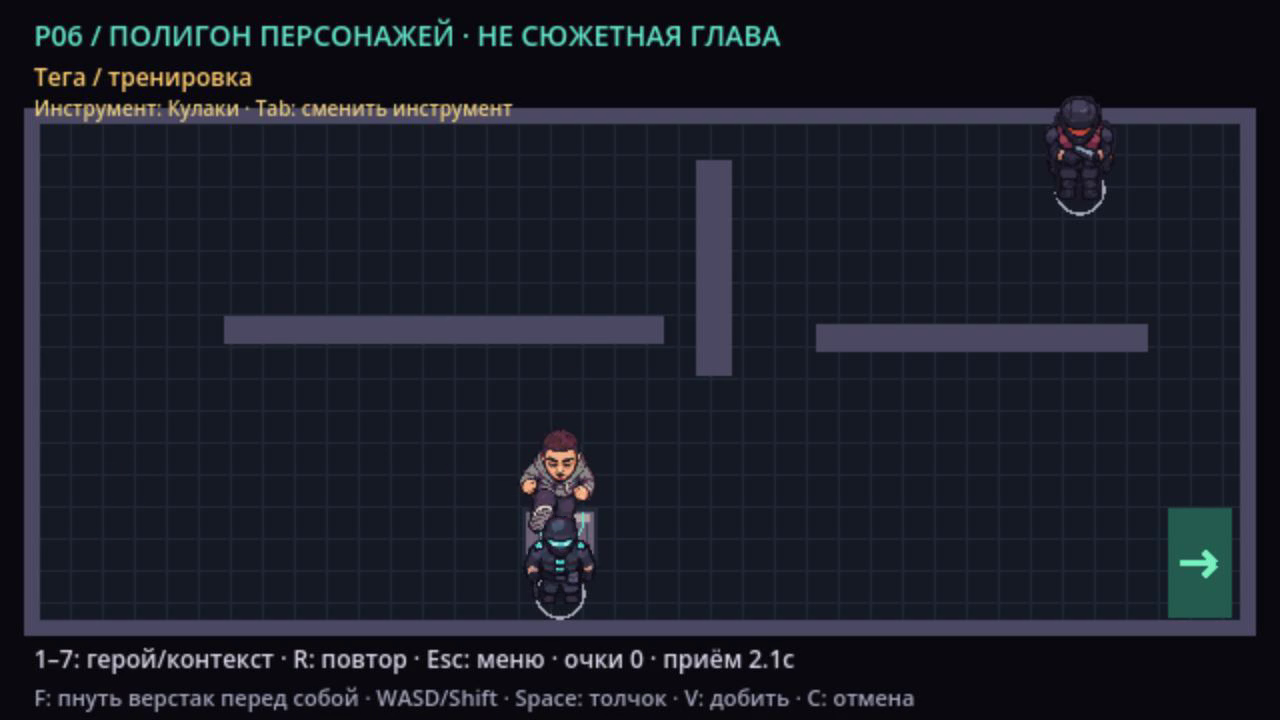 P06 / ПОЛИГОН ПЕРСОНАЖЕЙ · НЕ СЮЖЕТНАЯ ГЛАВА
Тега / тренировка
Инструмент: Кулаки · Tab: сменить инструмент
→
1–7: герой/контекст · R: повтор · Esc: меню · очки 0 · приём 2.1с
F: пнуть верстак перед собой · WASD/Shift · Space: толчок · V: добить · C: отмена